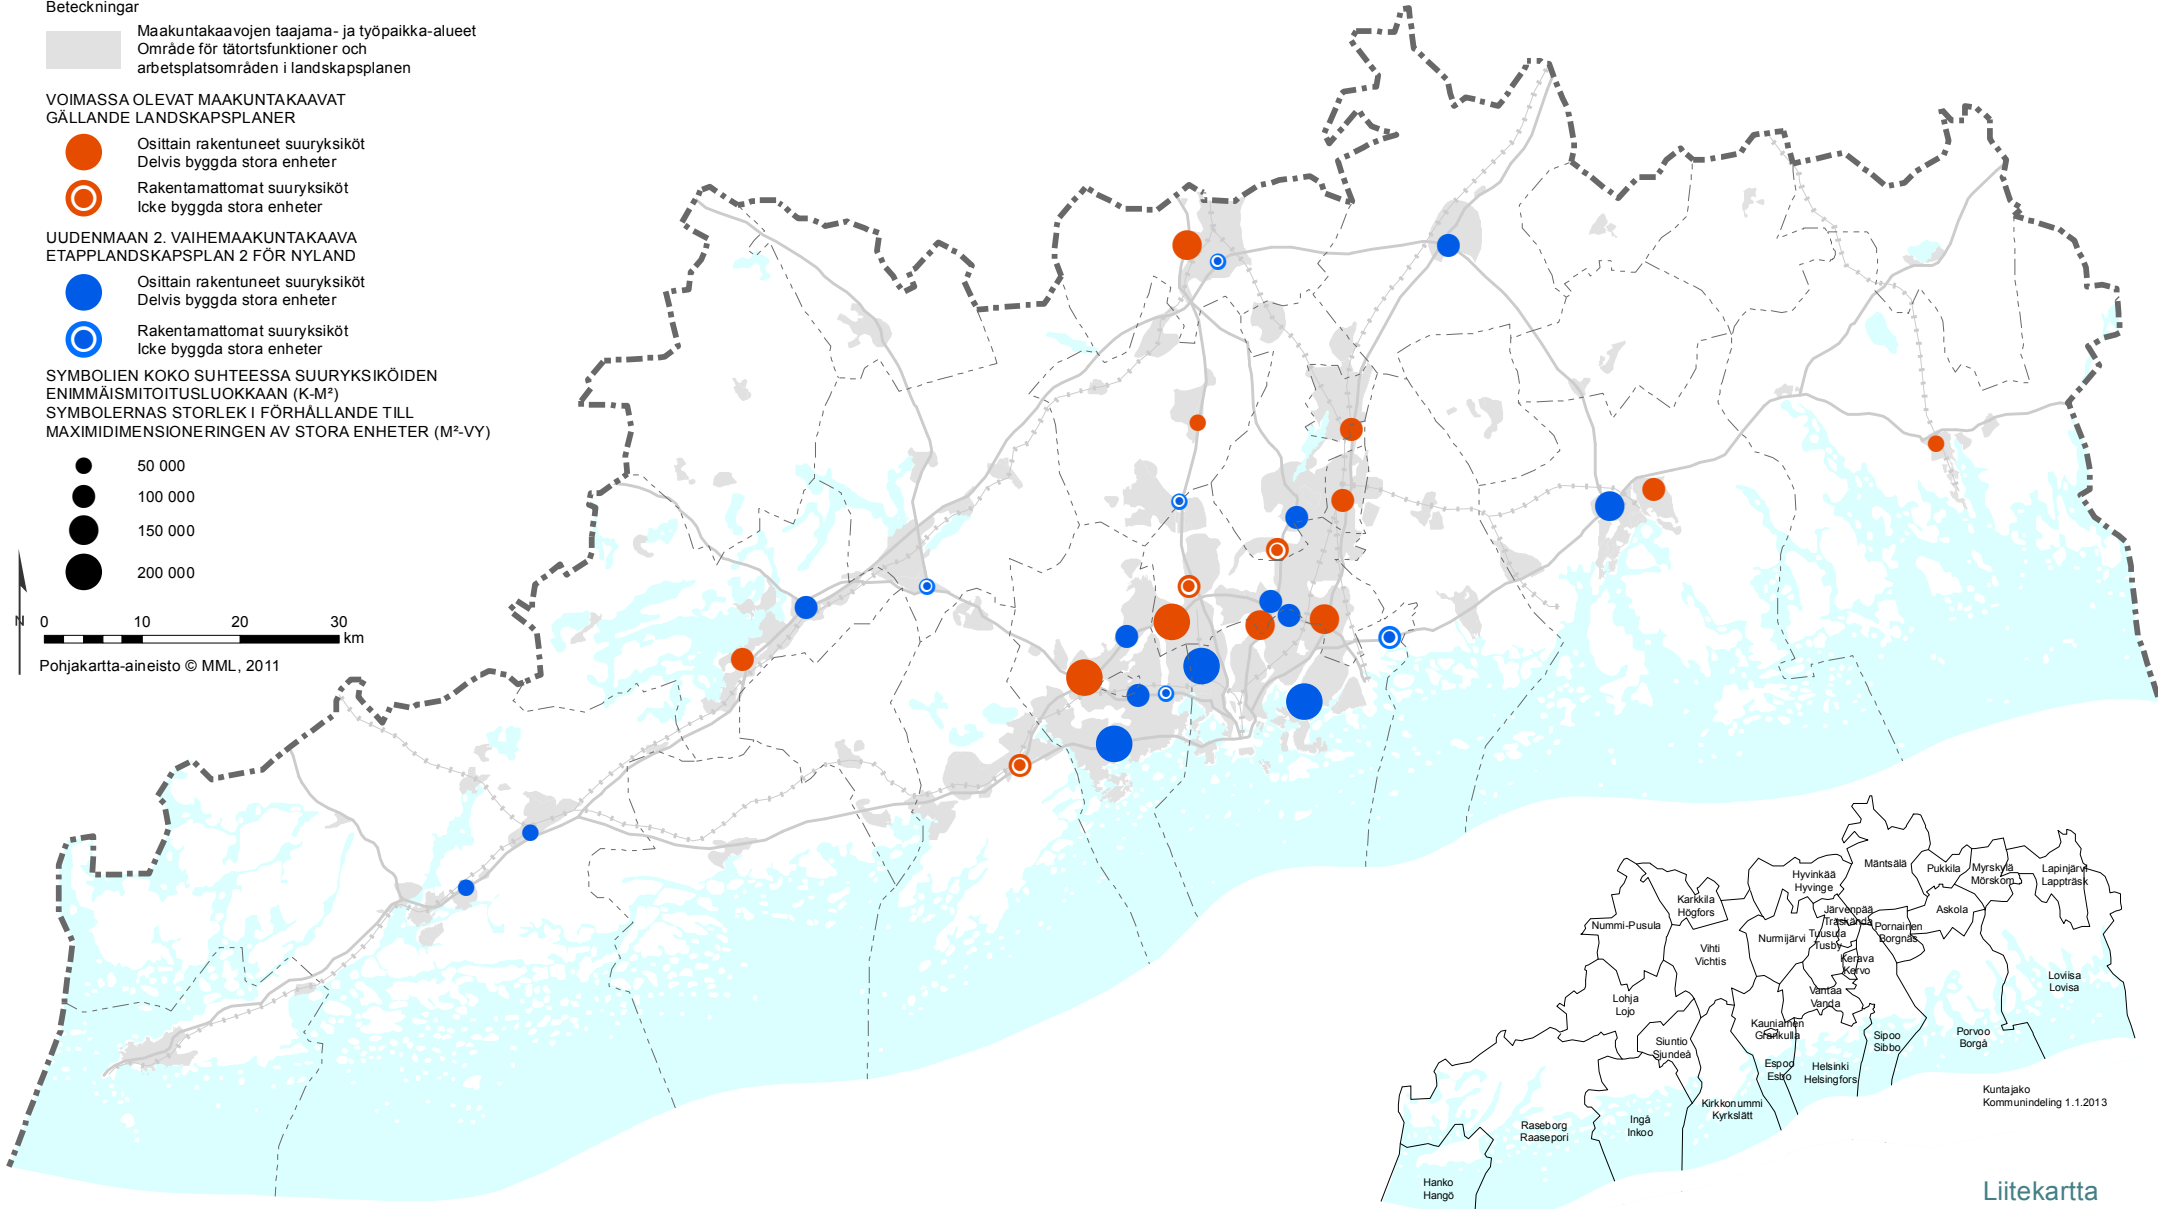 Beteckningar
Maakuntakaavojen taajama- ja työpaikka-alueet
Område för tätortsfunktioner och
arbetsplatsområden i landskapsplanen
VOIMASSA OLEVAT MAAKUNTAKAAVAT
GÄLLANDE LANDSKAPSPLANER
Osittain rakentuneet suuryksiköt
Delvis byggda stora enheter
Rakentamattomat suuryksiköt
Icke byggda stora enheter
UUDENMAAN 2. VAIHEMAAKUNTAKAAVA
ETAPPLANDSKAPSPLAN 2 FÖR NYLAND
Osittain rakentuneet suuryksiköt
Delvis byggda stora enheter
Rakentamattomat suuryksiköt
Icke byggda stora enheter
SYMBOLIEN KOKO SUHTEESSA SUURYKSIKÖIDEN
ENIMMÄISMITOITUSLUOKKAAN (K-M²)
SYMBOLERNAS STORLEK I FÖRHÅLLANDE TILL
MAXIMIDIMENSIONERINGEN AV STORA ENHETER (M²-VY)
50 000
100 000
150 000
200 000
N
0 10 20 30
km
Pohjakartta-aineisto © MML, 2011
Mäntsälä
Pukkila
Myrskylä
Mörskom
Lapinjärvi
Lappträsk
Hyvinkää
Hyvinge
Karkkila
Högfors
Askola
Järvenpää
Träskända
Nummi-Pusula
Pornainen
Borgnäs
Nurmijärvi
Tuusula
Tusby
Vihti
Vichtis
Kerava
Kervo
Loviisa
Lovisa
Lohja
Lojo
Vantaa
Vanda
Kauniainen
Grankulla
Sipoo
Sibbo
Porvoo
Borgå
Siuntio
Sjundeå
Espoo
Esbo
Helsinki
Helsingfors
Kuntajako
Kommunindeling 1.1.2013
Kirkkonummi
Kyrkslätt
Ingå
Inkoo
Raseborg
Raasepori
Hanko
Hangö
Liitekartta